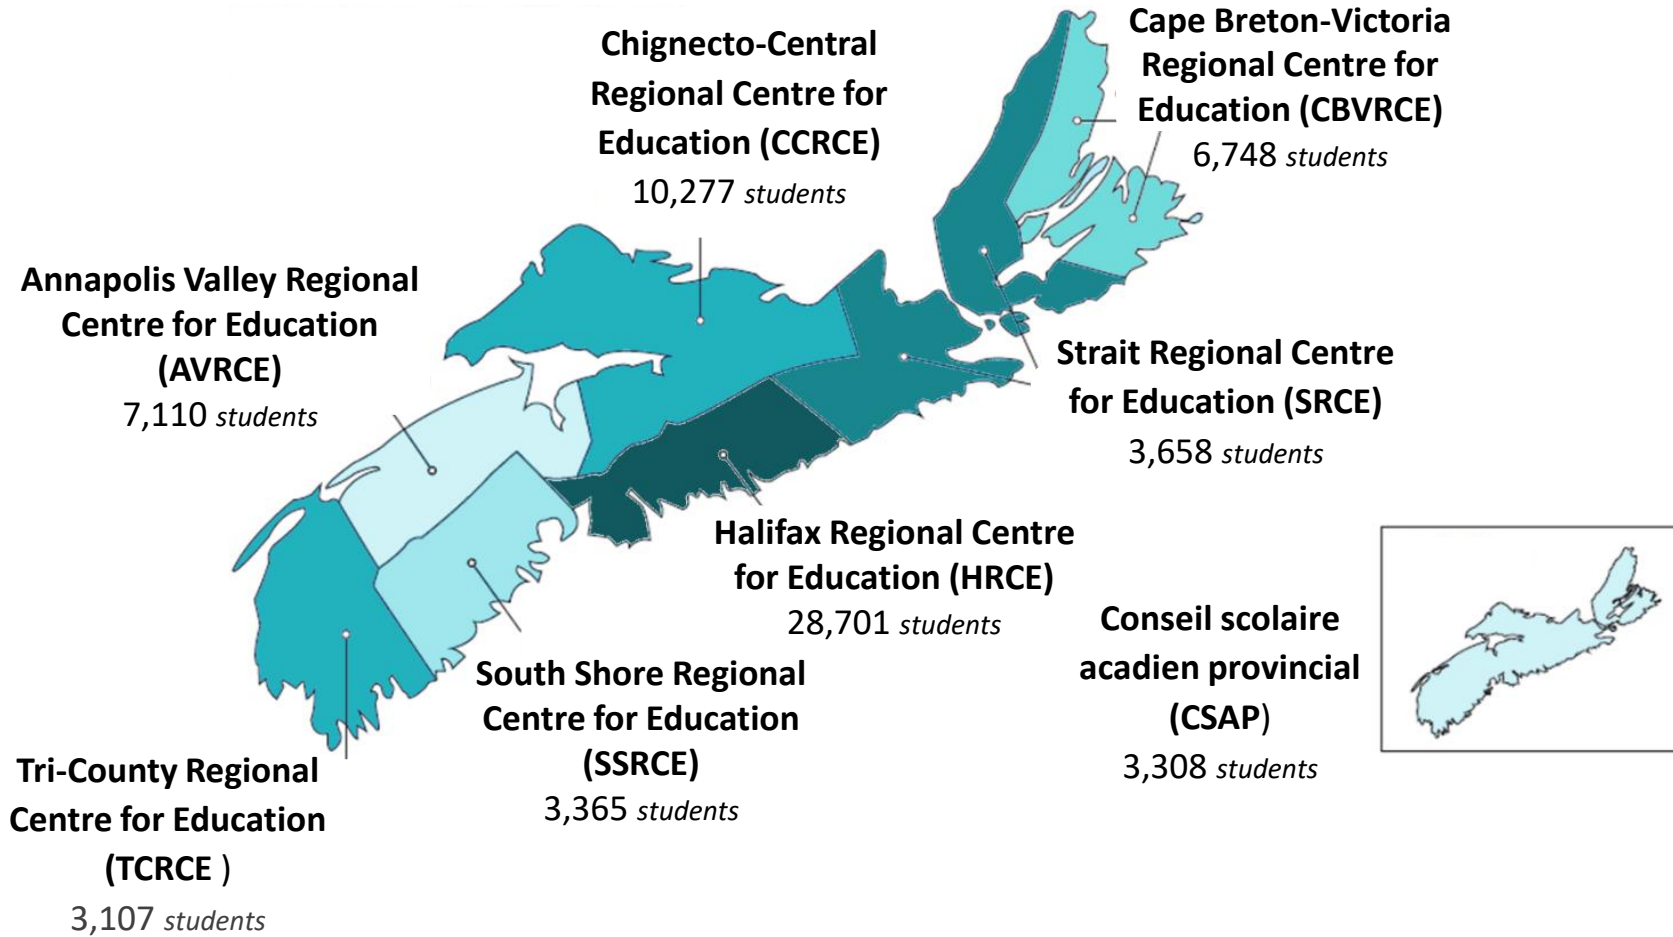 Chignecto-Central
Regional Centre for
Education (CCRCE)
10,277 students
Cape Breton-Victoria
Regional Centre for
Education (CBVRCE)
6,748 students
Annapolis Valley Regional
Centre for Education
(AVRCE)
7,110 students
Strait Regional Centre
for Education (SRCE)
3,658 students
Halifax Regional Centre
for Education (HRCE)
28,701 students
South Shore Regional
Centre for Education
(SSRCE)
3,365 students
Conseil scolaire
acadien provincial
(CSAP)
3,308 students
Tri-County Regional
Centre for Education
(TCRCE )
3,107 students